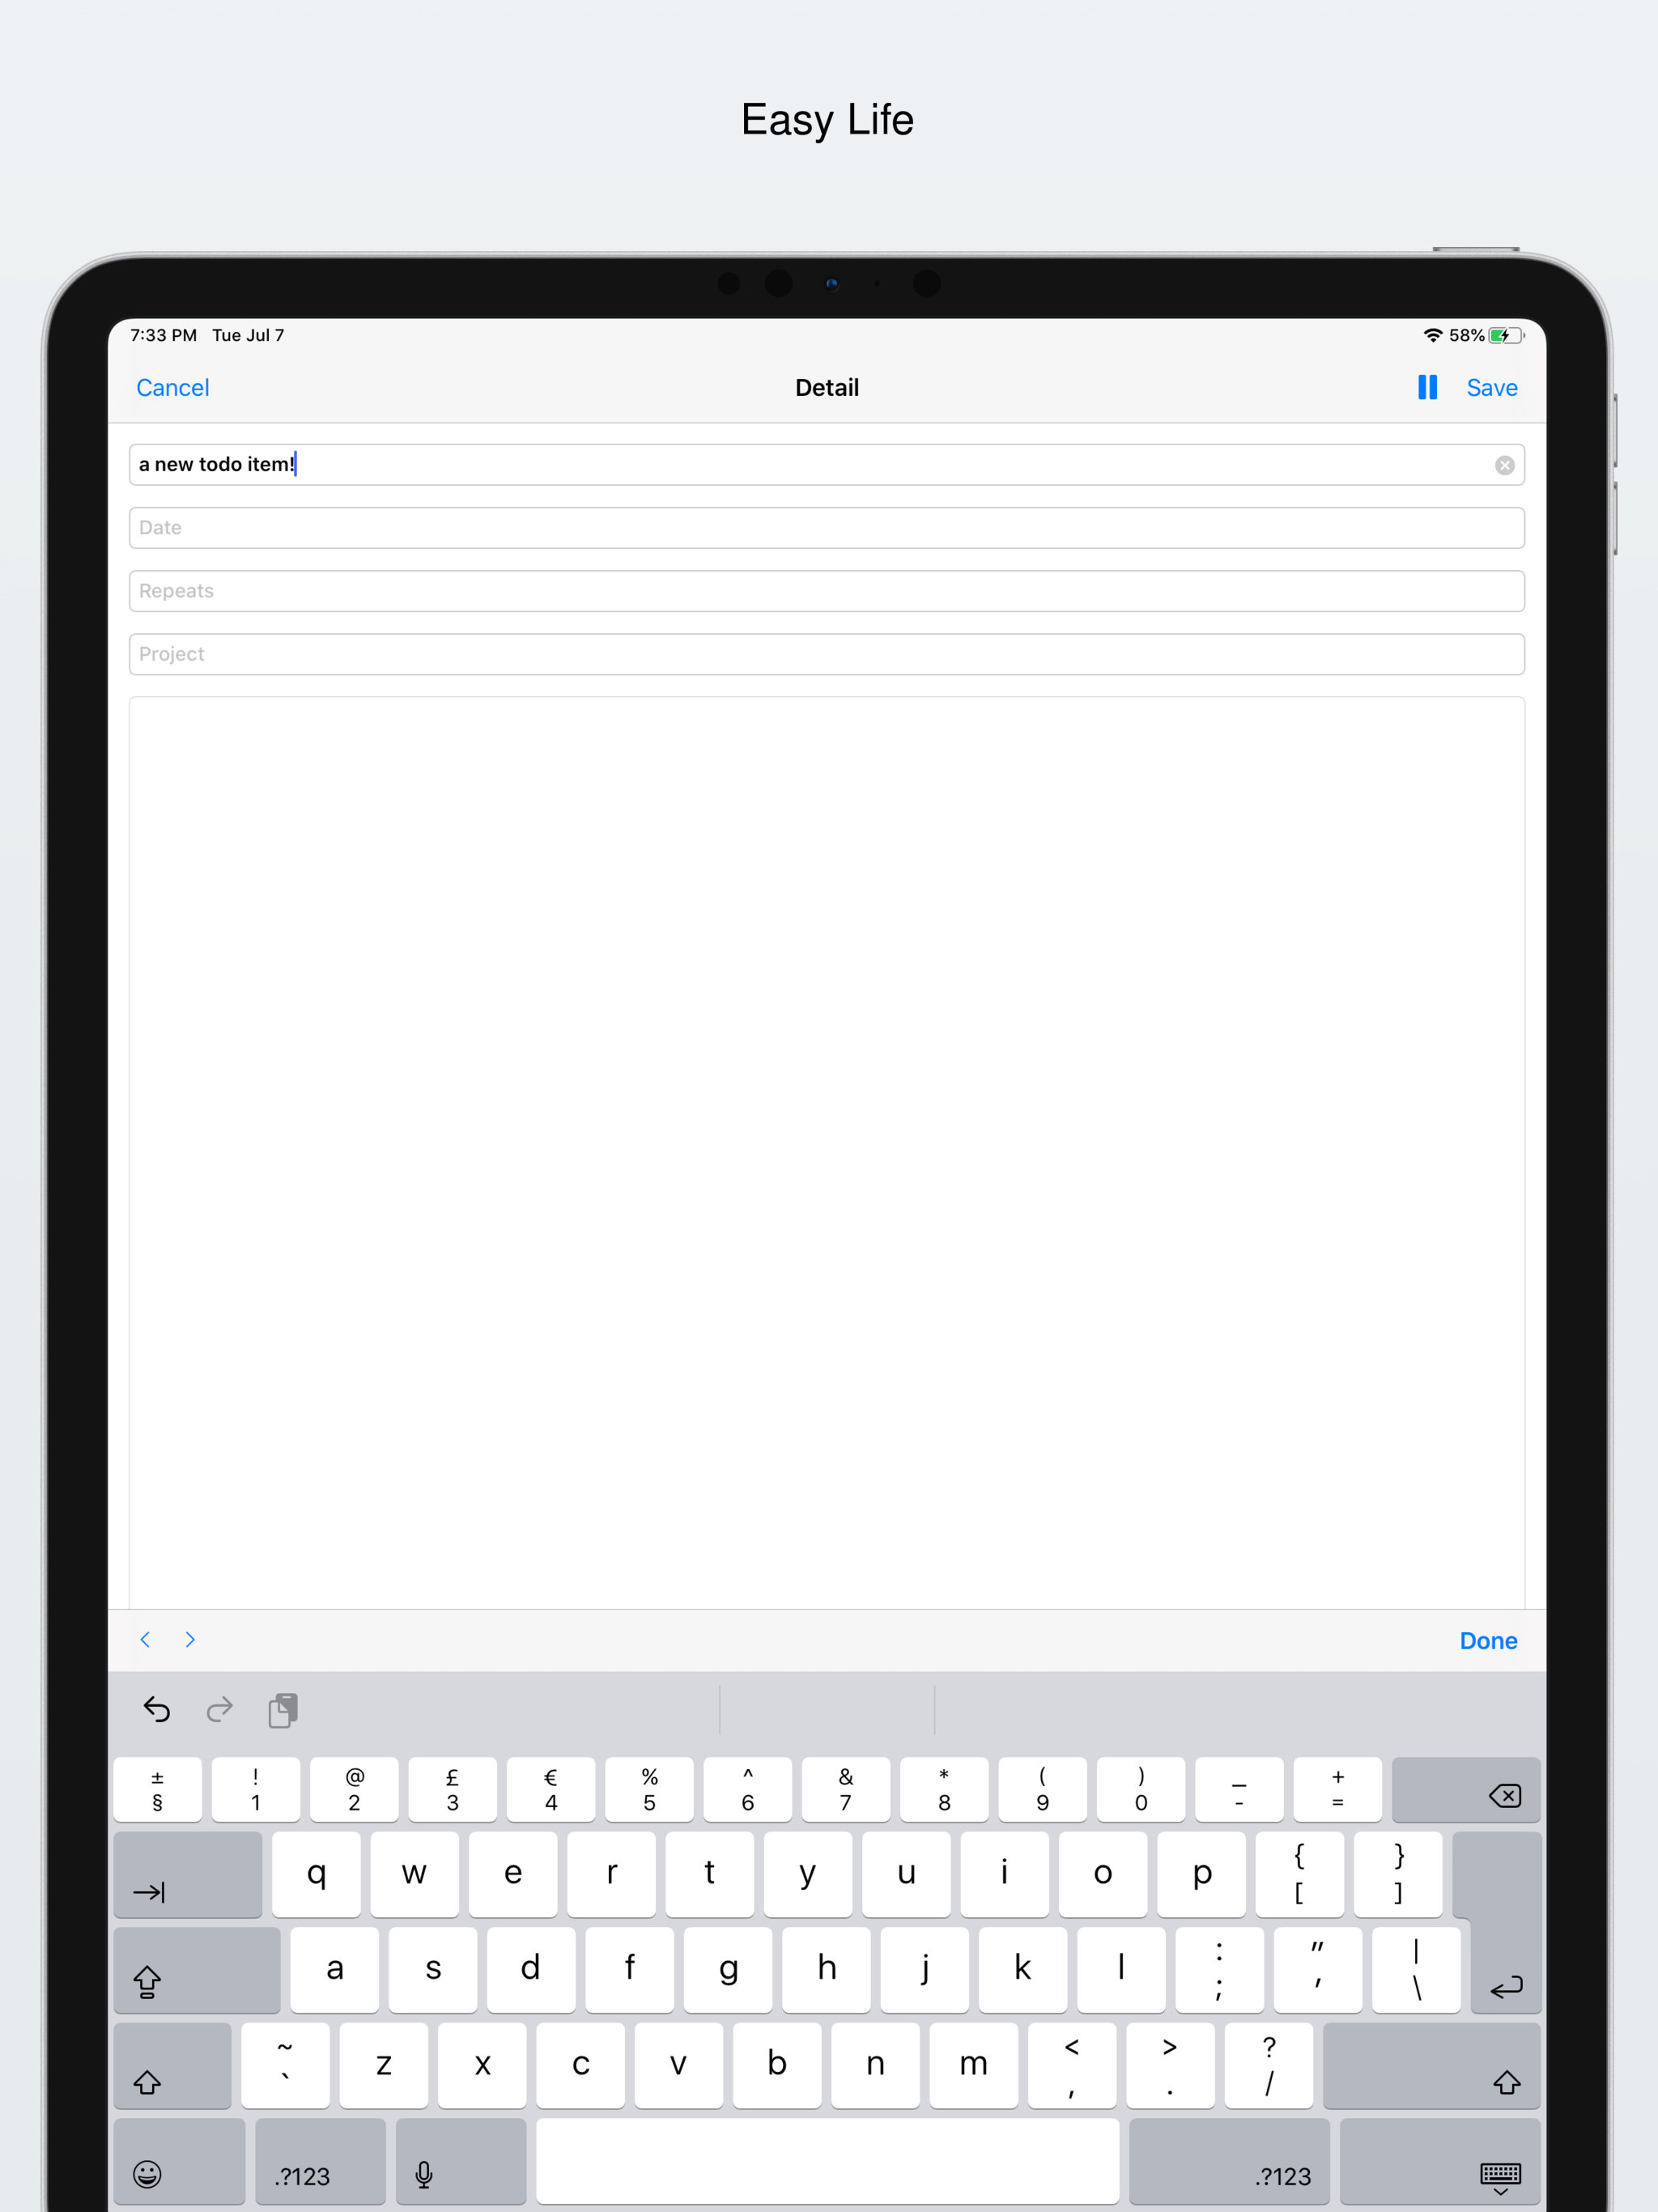 Easy Life
7:33 PM Tue Jul 7 58%
Cancel Detail Save
a new todo item!
Date
Repeats
Project
Done
± ! @ £ € % ^ & * ( ) _ +
§ 1 2 3 4 5 6 7 8 9 0 - =
q w e r t y u i o p { }
[ ]
a s d f g h j k l : " |
; ' \
~ z x c v b n m < > ?
` , . /
.?123 .?123